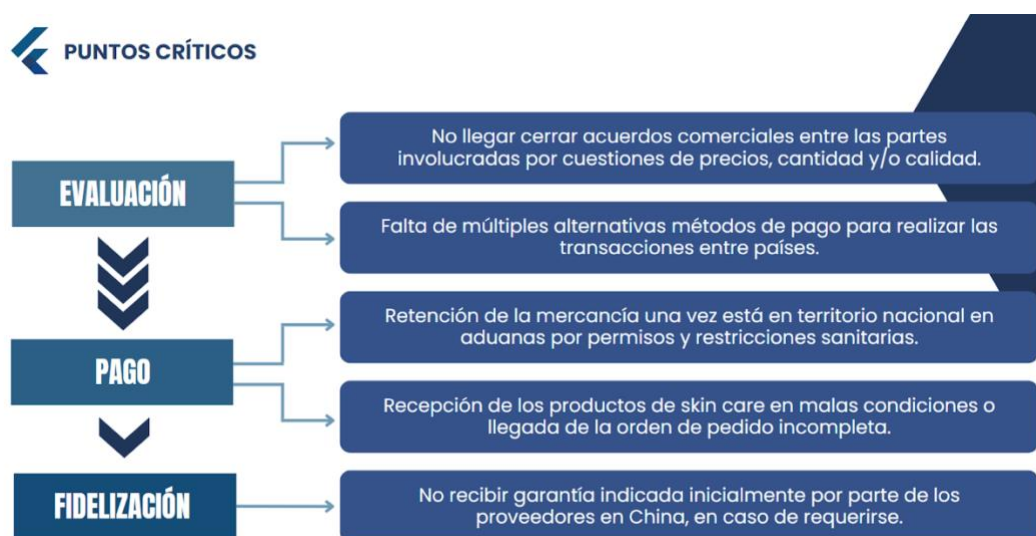 PUNTOS CRÍTICOS
EVALUACIÓN
No llegar cerrar acuerdos comerciales entre las partes
involucradas por cuestiones de precios, cantidad y/o calidad.
Falta de múltiples alternativas métodos de pago para realizar las
transacciones entre países.
PAGO
Retención de la mercancía una vez está en territorio nacional en
aduanas por permisos y restricciones sanitarias.
Recepción de los productos de skin care en malas condiciones o
llegada de la orden de pedido incompleta.
FIDELIZACIÓN
No recibir garantía indicada inicialmente por parte de los
proveedores en China, en caso de requerirse.